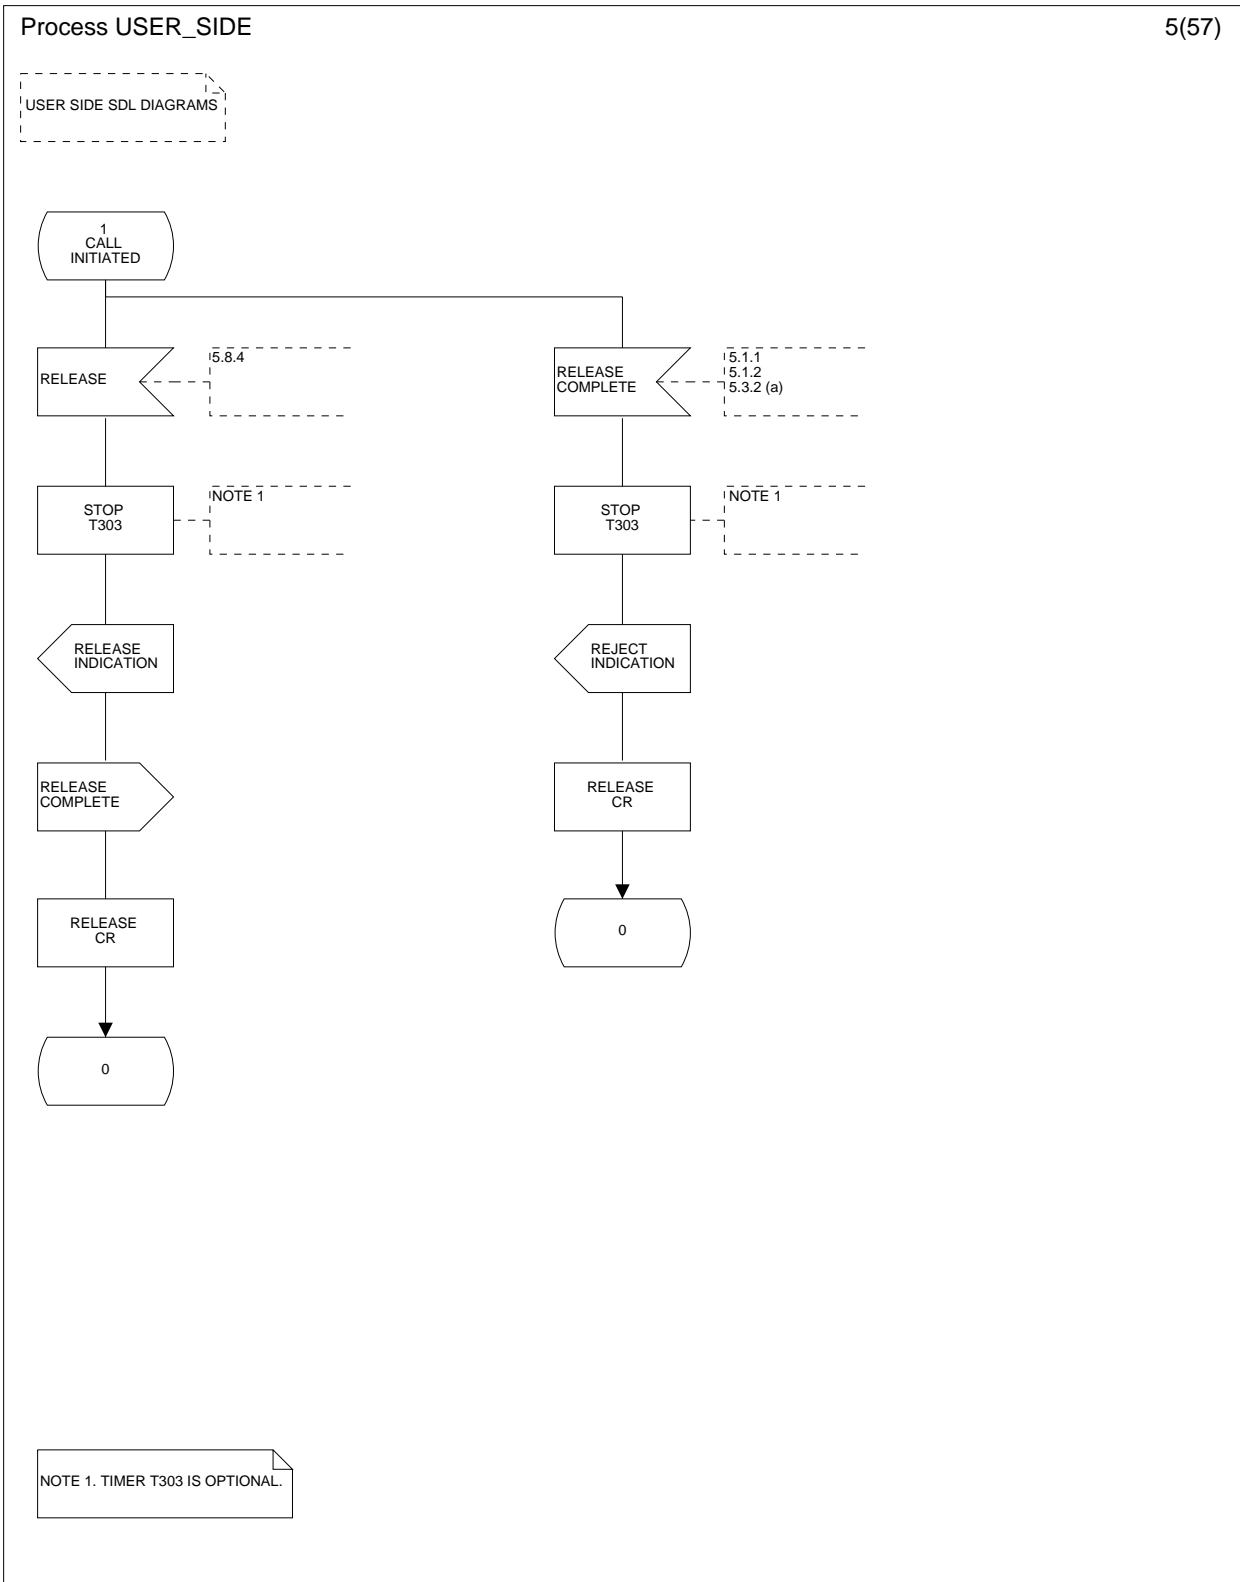 Process USER_SIDE
5(57)
USER SIDE SDL DIAGRAMS
1
CALL
INITIATED
RELEASE
5.8.4
RELEASE
COMPLETE
5.1.1
5.1.2
5.3.2 (a)
STOP
T303
NOTE 1
STOP
T303
NOTE 1
RELEASE
INDICATION
REJECT
INDICATION
RELEASE
COMPLETE
RELEASE
CR
RELEASE
CR
0
0
NOTE 1. TIMER T303 IS OPTIONAL.